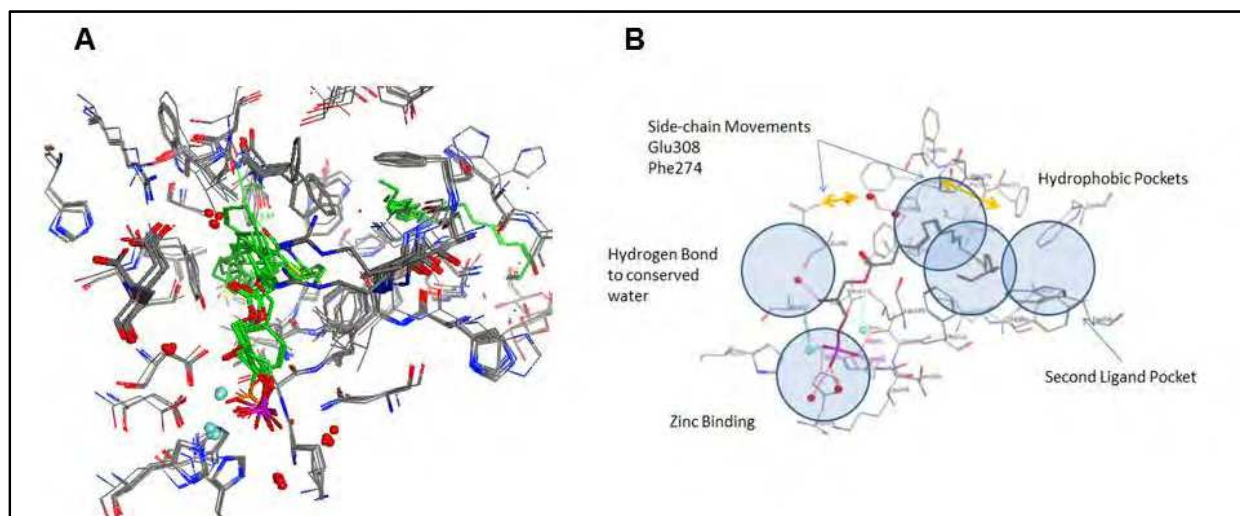 A
B
Side-chain Movements
Glu308
Phe274
Hydrophobic Pockets
Hydrogen Bond
to conserved
water
Second Ligand Pocket
Zinc Binding